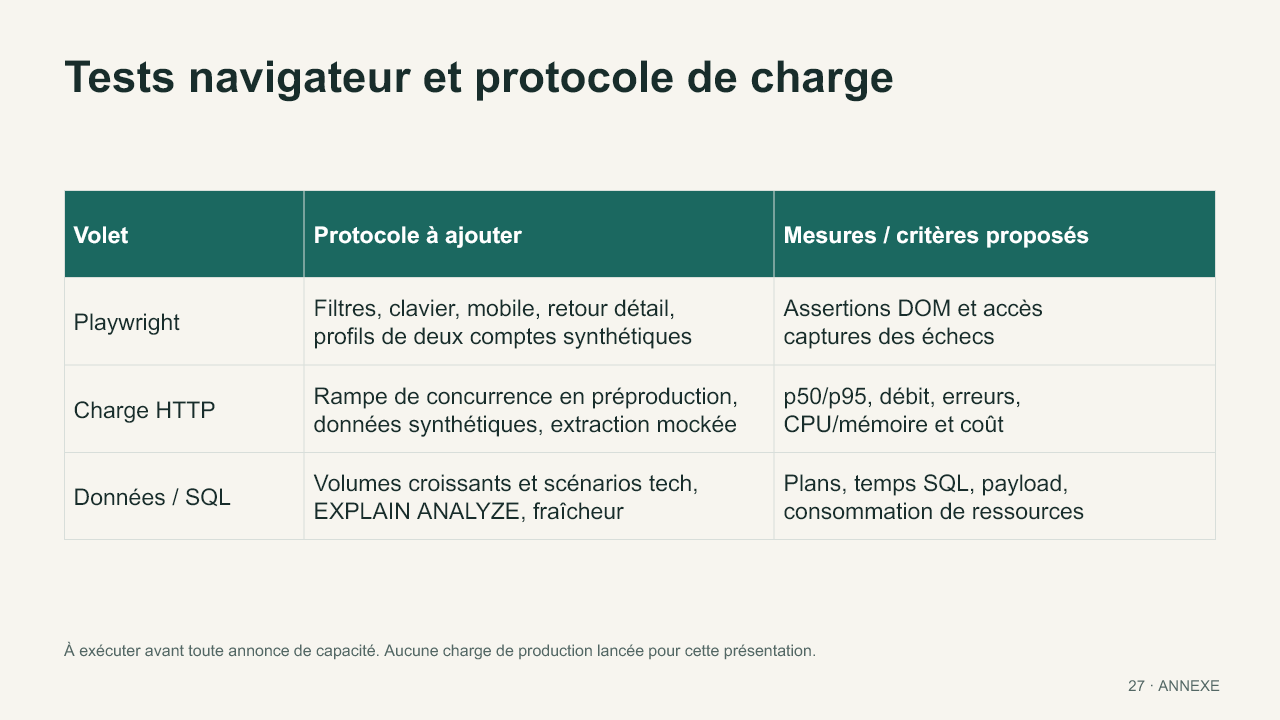 Tests navigateur et protocole de charge
Volet
Protocole à ajouter
Mesures / critères proposés
Playwright
Filtres, clavier, mobile, retour détail,
profils de deux comptes synthétiques
Assertions DOM et accès
captures des échecs
Charge HTTP
Rampe de concurrence en préproduction,
données synthétiques, extraction mockée
p50/p95, débit, erreurs,
CPU/mémoire et coût
Données / SQL
Volumes croissants et scénarios tech,
EXPLAIN ANALYZE, fraîcheur
Plans, temps SQL, payload,
consommation de ressources
À exécuter avant toute annonce de capacité. Aucune charge de production lancée pour cette présentation.
27 · ANNEXE